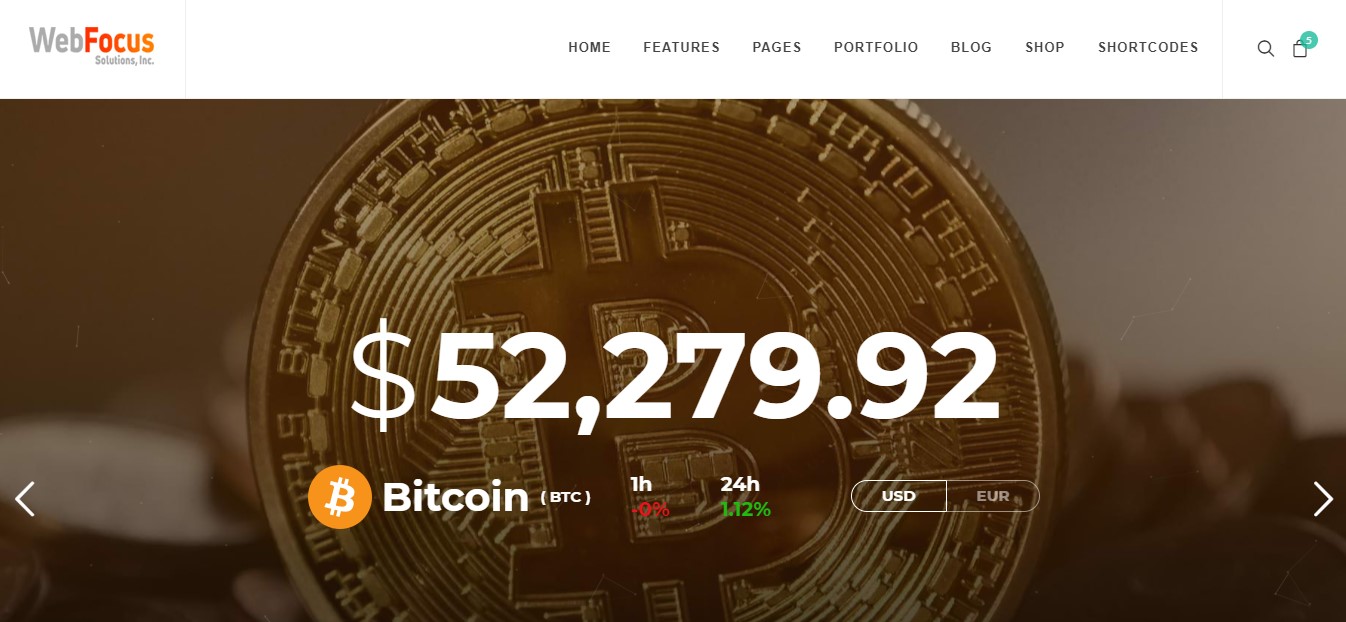 WebFocus
Solutions, Inc.
HOME FEATURES PAGES PORTFOLIO BLOG SHOP SHORTCODES
5
$52,279.92
Bitcoin ( BTC )
1h 24h
-0% 1.12%
USD EUR